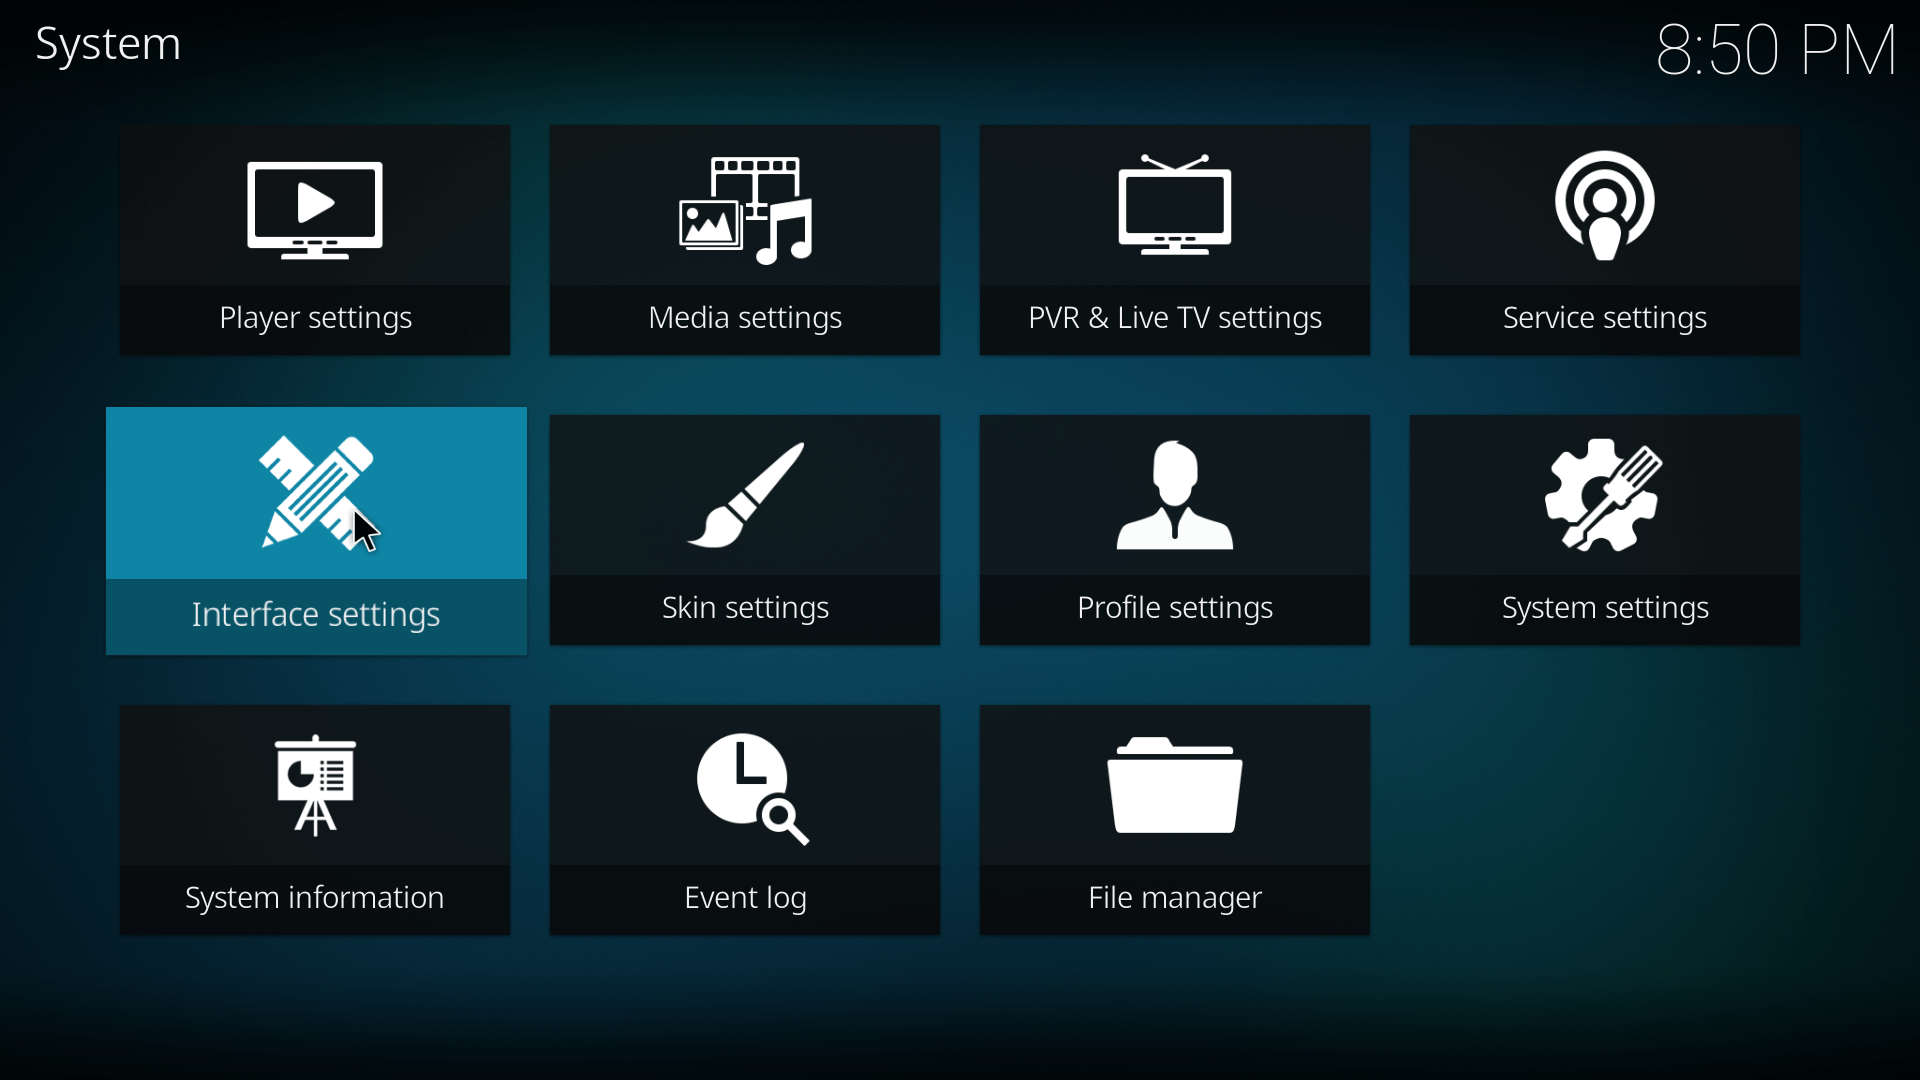 System
8:50 PM
Player settings
Media settings
PVR & Live TV settings
Service settings
Interface settings
Skin settings
Profile settings
System settings
System information
Event log
File manager